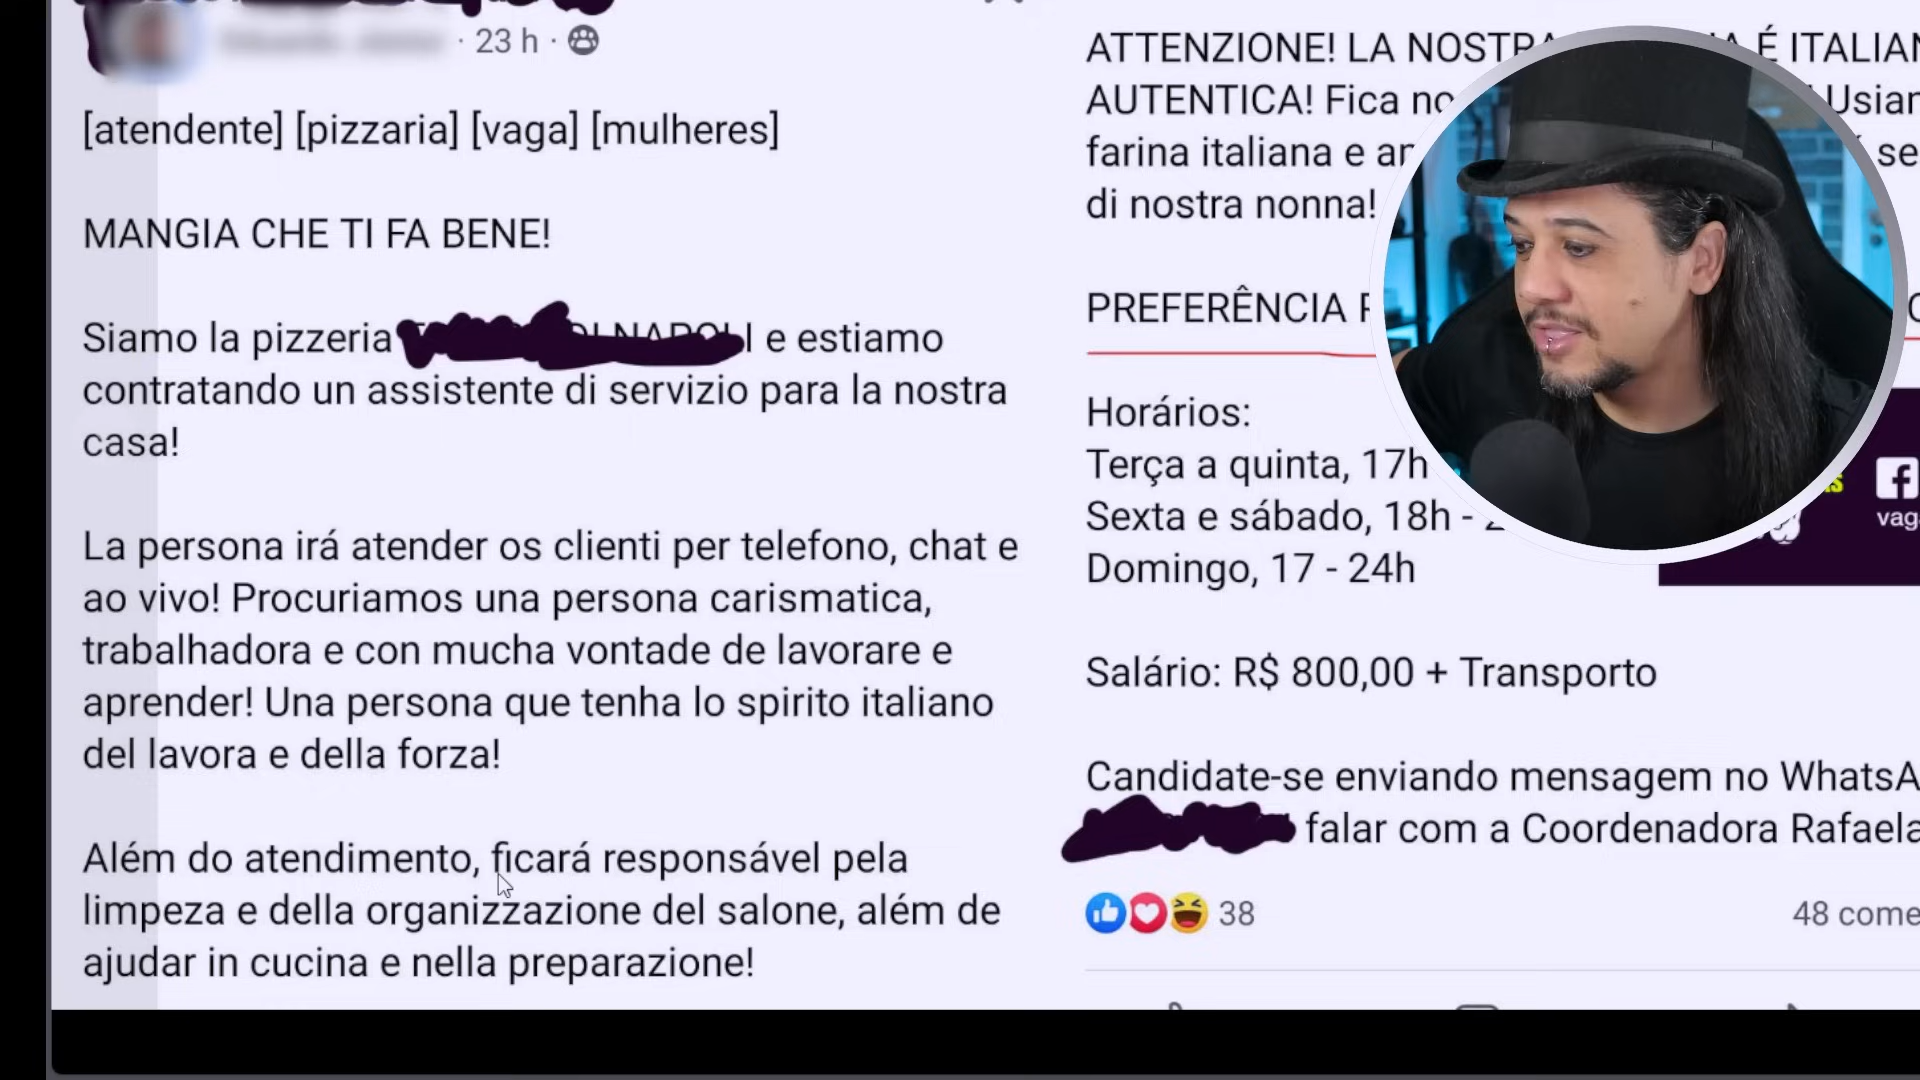 23 h ·
[atendente] [pizzaria] [vaga] [mulheres]
MANGIA CHE TI FA BENE!
Siamo la pizzeria DI NAPOLI e estiamo
contratando un assistente di servizio para la nostra
casa!
La persona irá atender os clienti per telefono, chat e
ao vivo! Procuriamos una persona carismatica,
trabalhadora e con mucha vontade de lavorare e
aprender! Una persona que tenha lo spirito italiano
del lavora e della forza!
Além do atendimento, ficará responsável pela
limpeza e della organizzazione del salone, além de
ajudar in cucina e nella preparazione!
ATTENZIONE! LA NOSTRA É
AUTENTICA! Fica
farina italiana e
di nostra nonna!
PREFERÊNCIA
Horários:
Terça a quinta, 17h
Sexta e sábado, 18h -
Domingo, 17 - 24h
Salário: R$ 800,00 + Transporto
Candidate-se enviando mensagem no
falar com a Coordenadora Rafaela
38
48